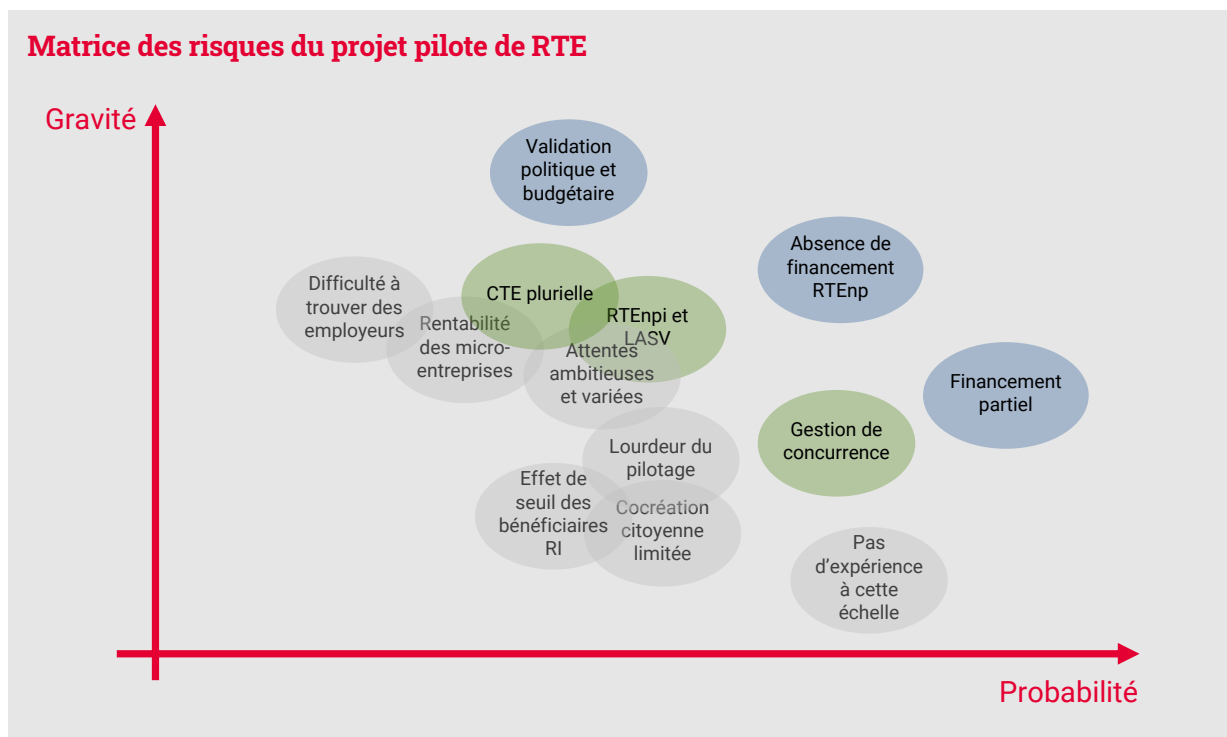 Matrice des risques du projet pilote de RTE
Gravité
Validation
politique et
budgétaire
Absence de
financement
RTEnp
Difficulté à
trouver des
employeurs
CTE plurielle
RTEnpi et
LASV
Rentabilité
des micro-
entreprises
Attentes
ambitieuses
et variées
Financement
partiel
Gestion de
concurrence
Lourdeur du
pilotage
Effet de
seuil des
bénéficiaires
RI
Cocréation
citoyenne
limitée
Pas
d’expérience
à cette
échelle
Probabilité